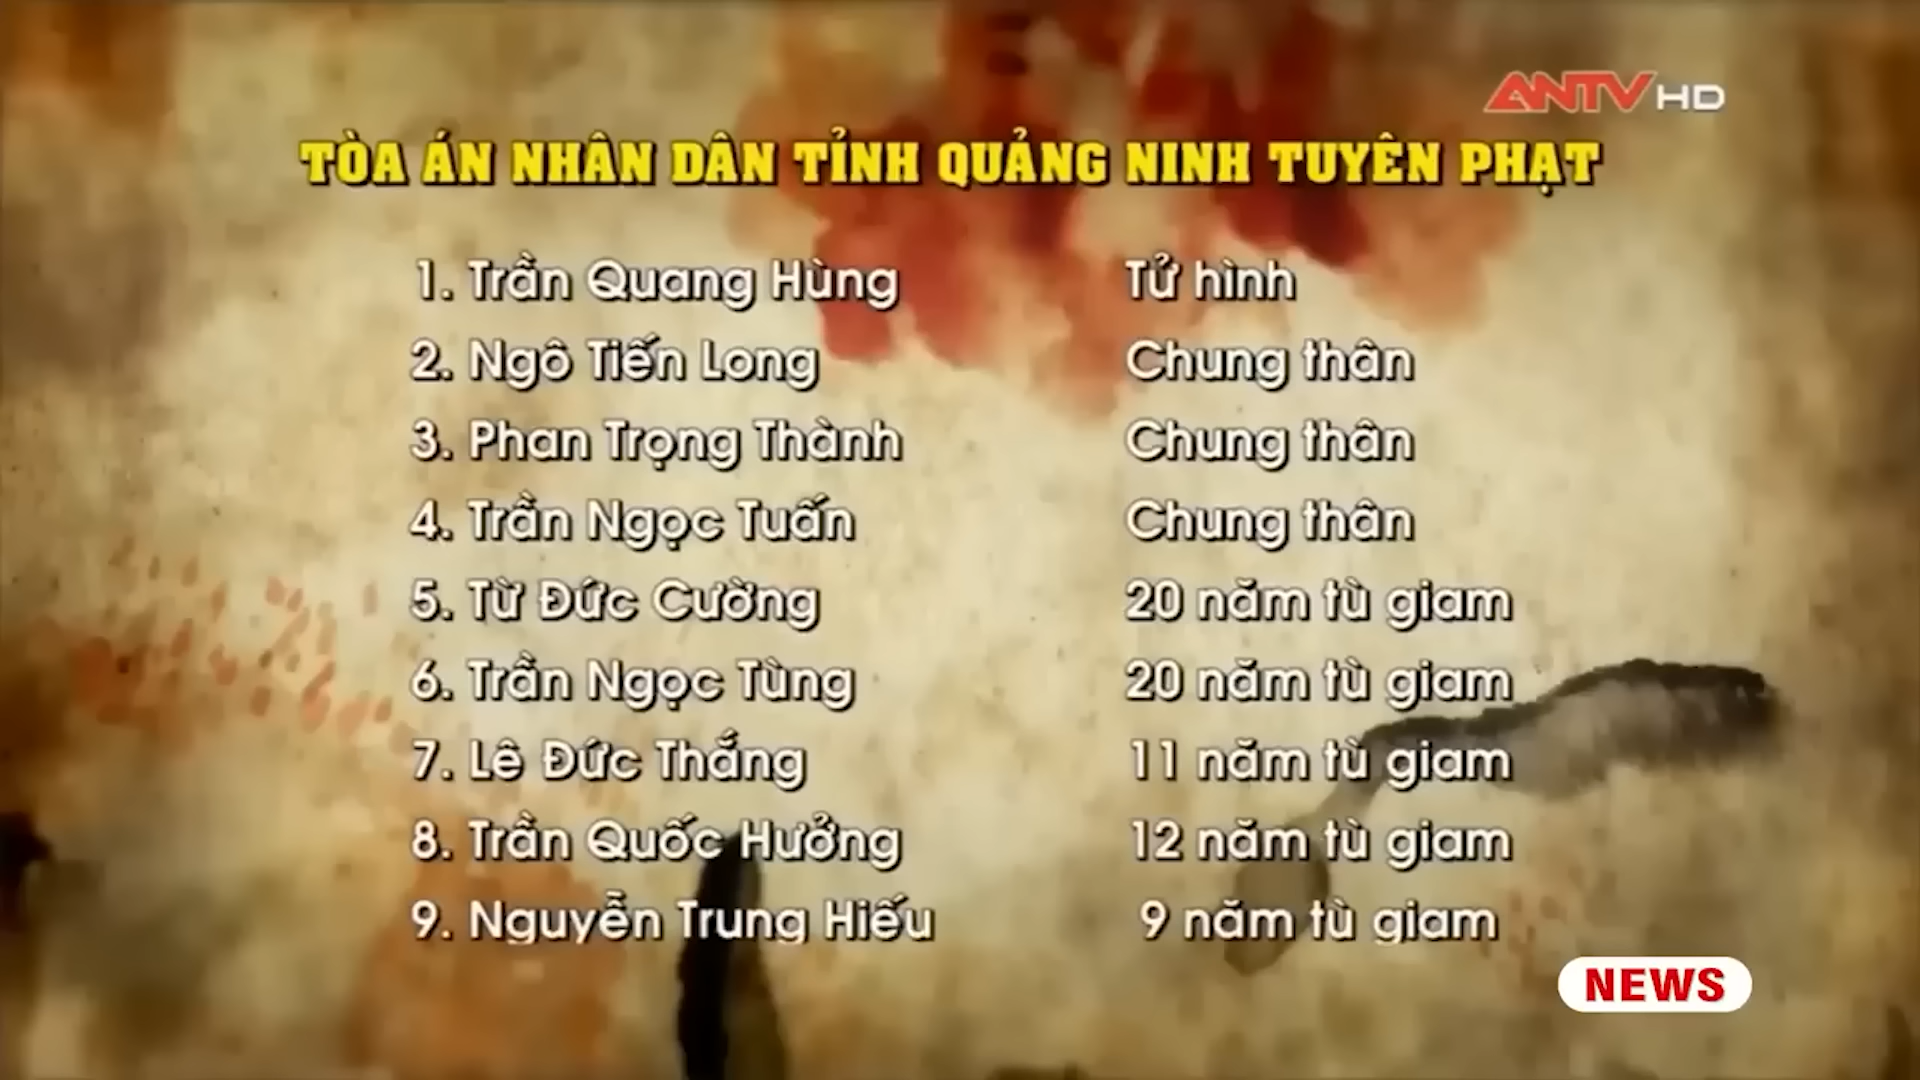 ANTV HD
TÒA ÁN NHÂN DÂN TỈNH QUẢNG NINH TUYÊN PHẠT
1. Trần Quang Hùng Tử hình
2. Ngô Tiến Long Chung thân
3. Phan Trọng Thành Chung thân
4. Trần Ngọc Tuấn Chung thân
5. Từ Đức Cường 20 năm tù giam
6. Trần Ngọc Tùng 20 năm tù giam
7. Lê Đức Thắng 11 năm tù giam
8. Trần Quốc Hưởng 12 năm tù giam
9. Nguyễn Trung Hiếu 9 năm tù giam
NEWS